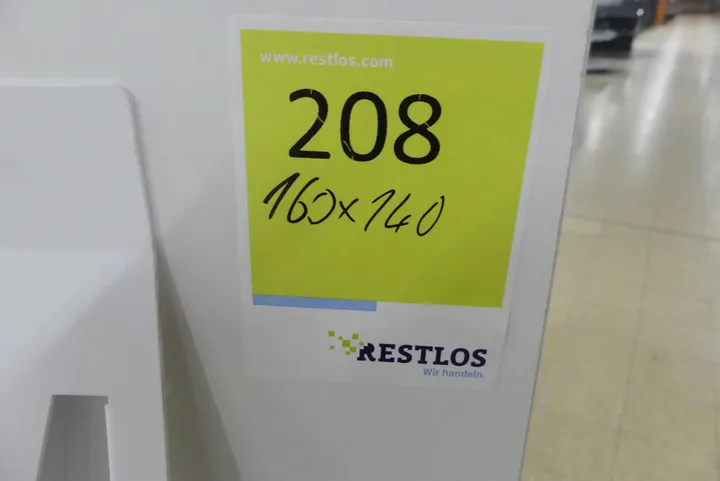 www.restlos.com
208
160x140
RESTLOS
Wir handeln.